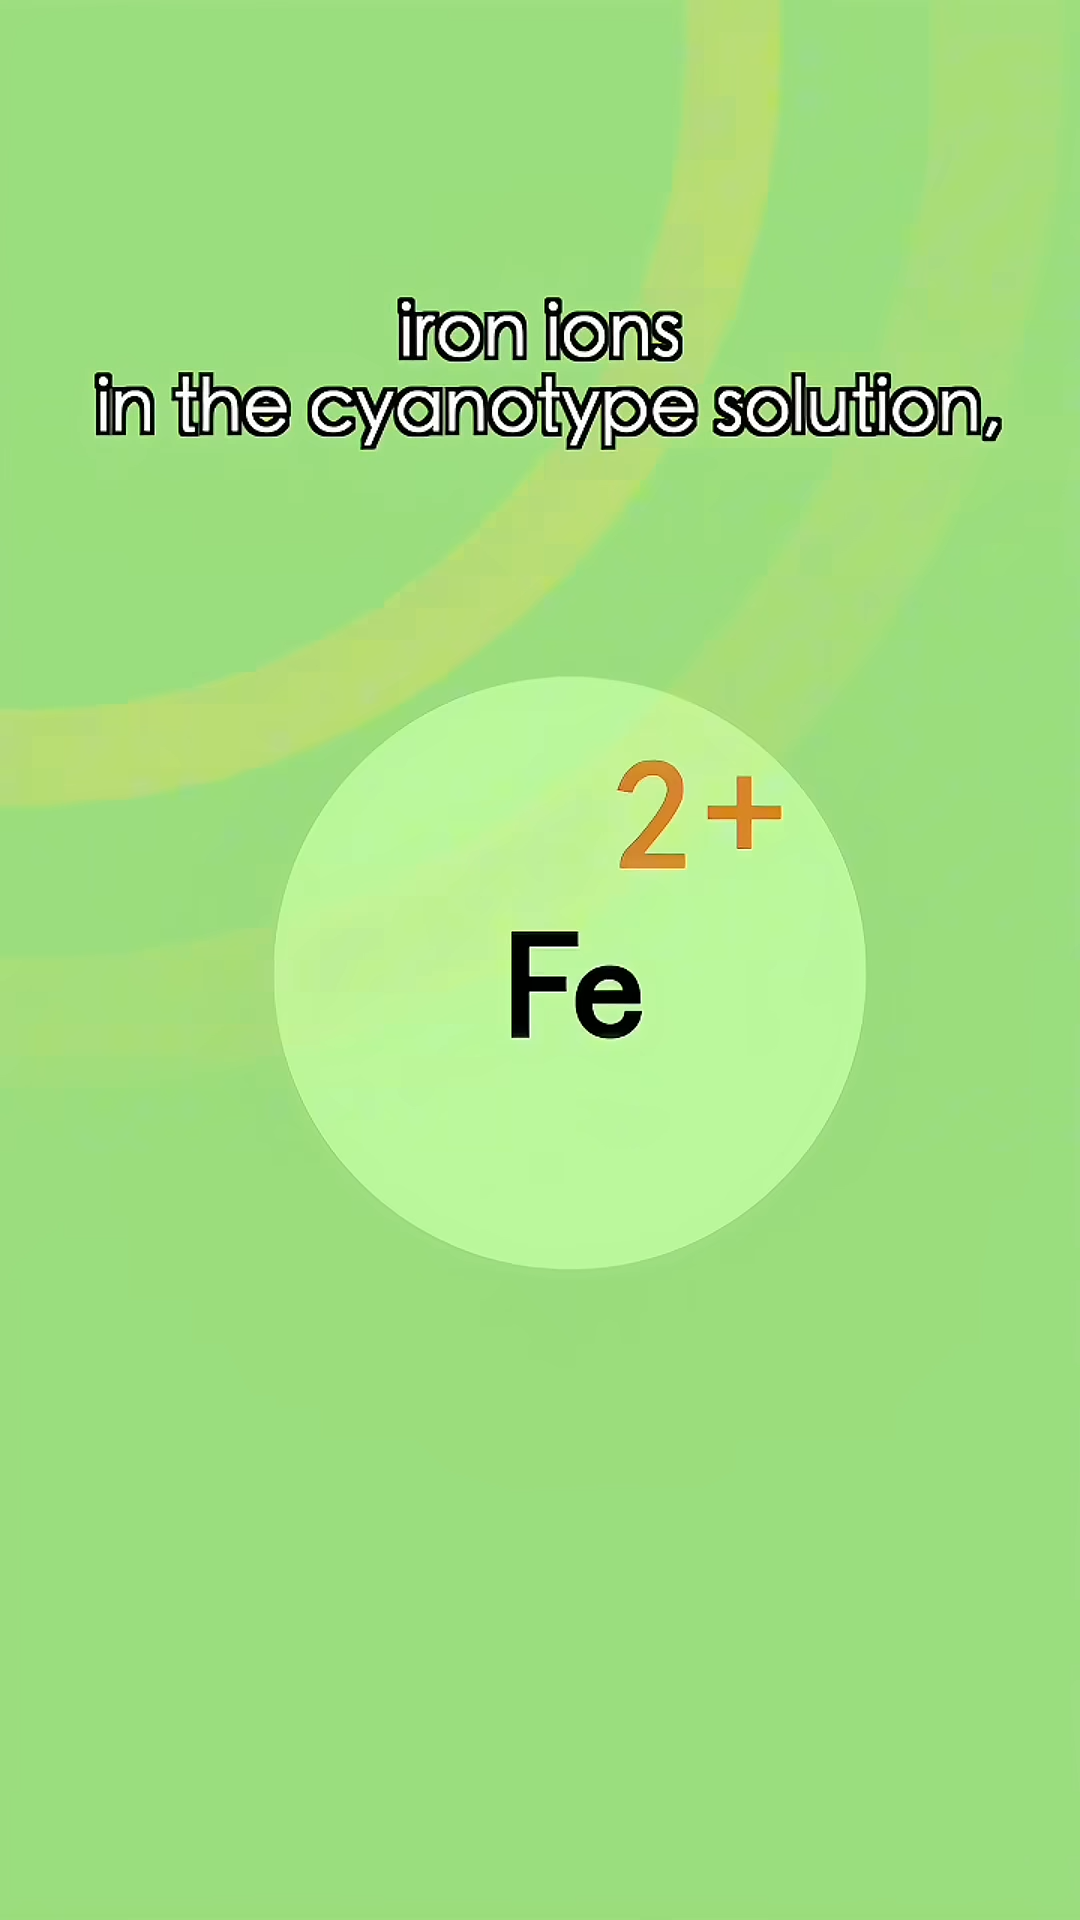 iron ions
in the cyanotype solution,
2+
Fe